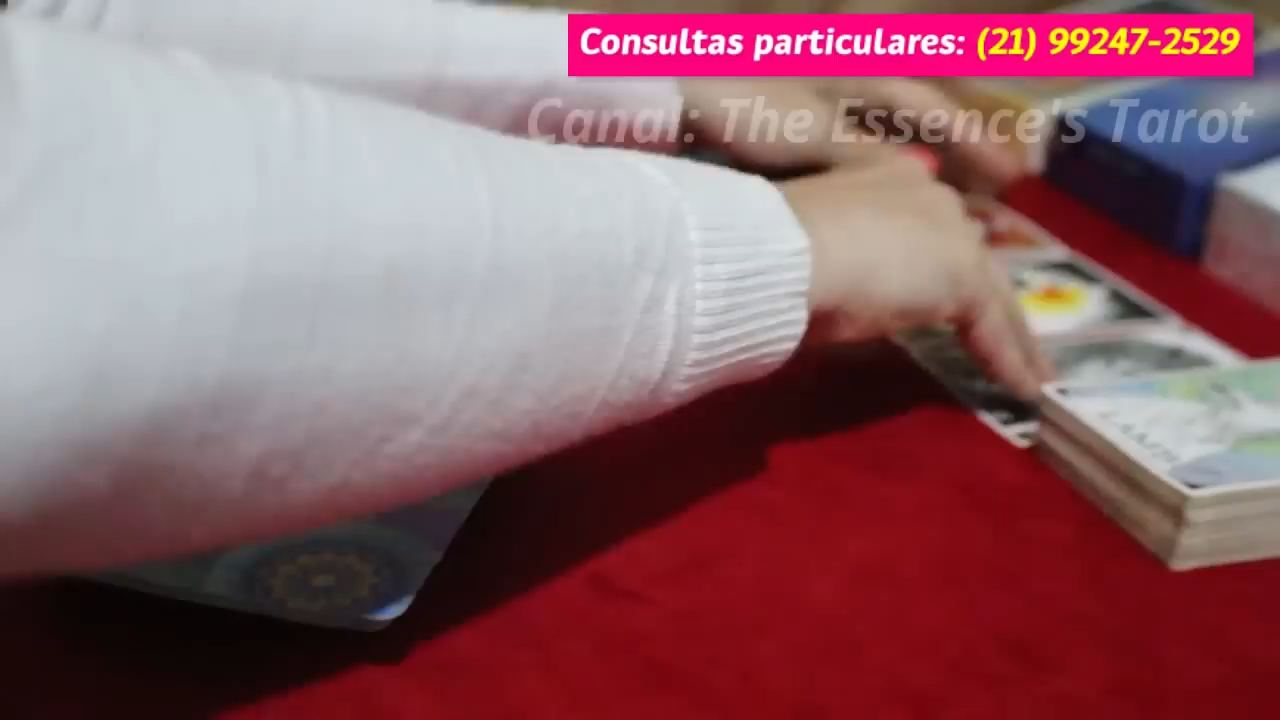 Consultas particulares: (21) 99247-2529
Canal: The Essence's Tarot